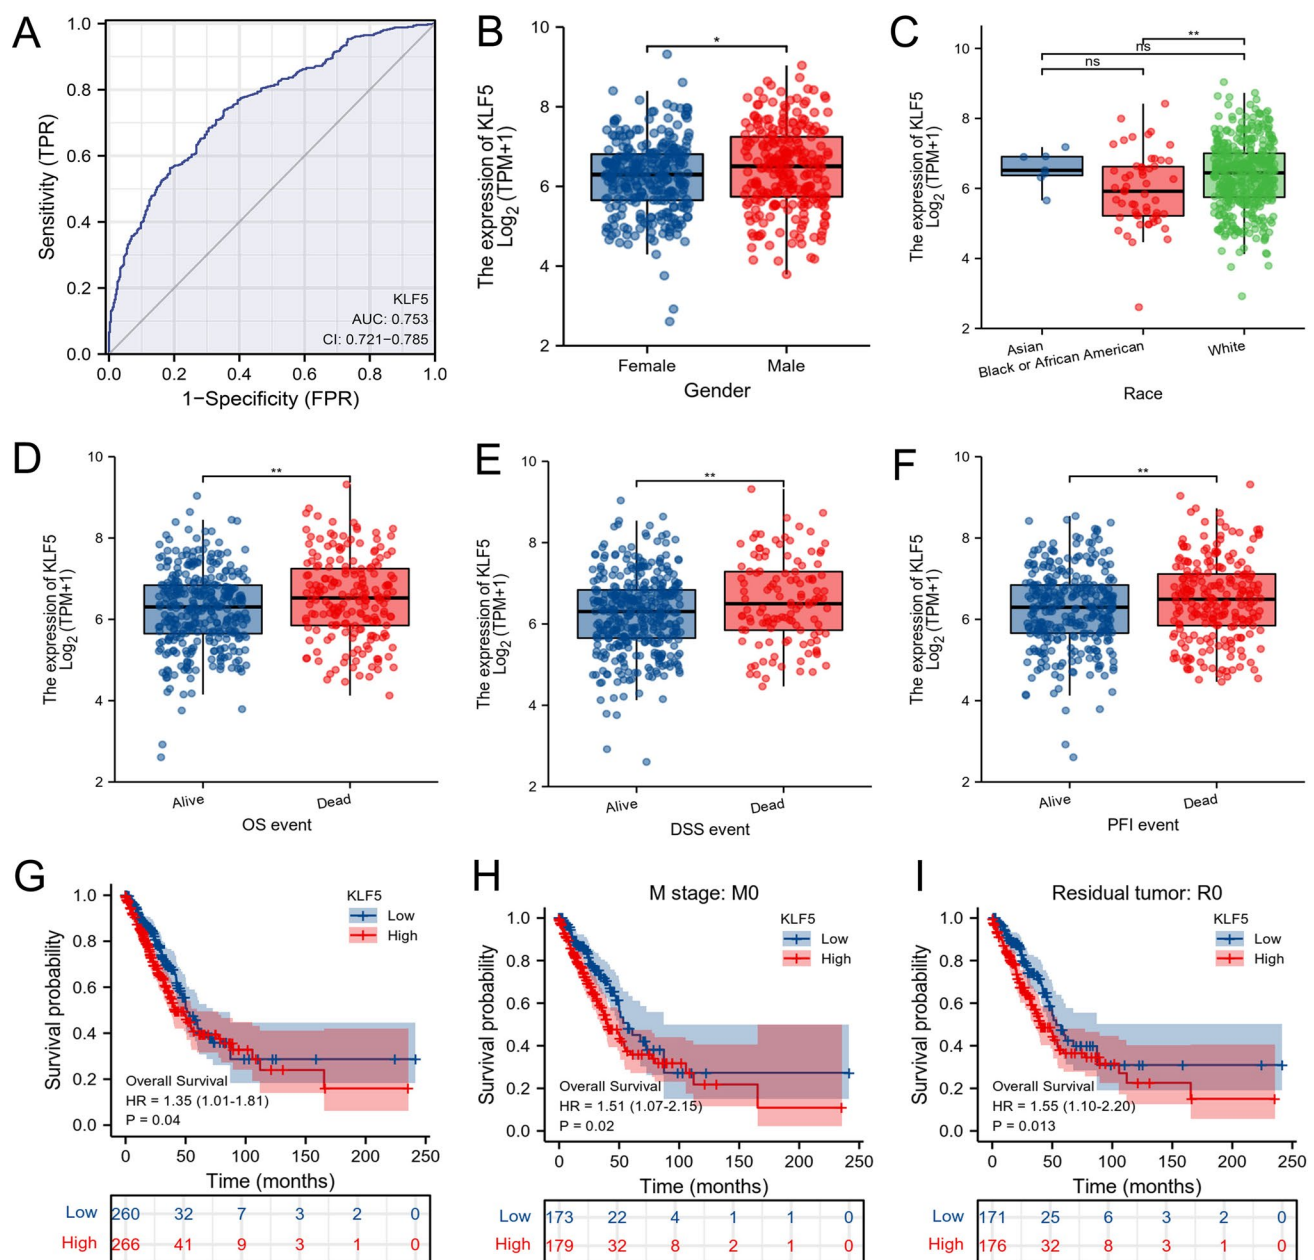 A
1.0
0.8
0.6
0.4
0.2
0.0
Sensitivity (TPR)
KLF5
AUC: 0.753
CI: 0.721−0.785
0.0 0.2 0.4 0.6 0.8 1.0
1−Specificity (FPR)
B
10
8
6
4
2
The expression of KLF5
Log2 (TPM+1)
*
Female Male
Gender
C
10
8
6
4
2
The expression of KLF5
Log2 (TPM+1)
**
ns
ns
Asian
Black or African American
White
Race
D
10
8
6
4
2
The expression of KLF5
Log2 (TPM+1)
**
Alive Dead
OS event
E
10
8
6
4
2
The expression of KLF5
Log2 (TPM+1)
**
Alive Dead
DSS event
F
10
8
6
4
2
The expression of KLF5
Log2 (TPM+1)
**
Alive Dead
PFI event
G
1.0
0.8
0.6
0.4
0.2
0.0
Survival probability
KLF5
Low
High
Overall Survival
HR = 1.35 (1.01-1.81)
P = 0.04
0 50 100 150 200 250
Time (months)
Low 260 32 7 3 2 0
High 266 41 9 3 1 0
H
M stage: M0
1.0
0.8
0.6
0.4
0.2
0.0
Survival probability
KLF5
Low
High
Overall Survival
HR = 1.51 (1.07-2.15)
P = 0.02
0 50 100 150 200 250
Time (months)
Low 173 22 4 1 1 0
High 179 32 8 2 1 0
I
Residual tumor: R0
1.0
0.8
0.6
0.4
0.2
0.0
Survival probability
KLF5
Low
High
Overall Survival
HR = 1.55 (1.10-2.20)
P = 0.013
0 50 100 150 200 250
Time (months)
Low 171 25 6 3 2 0
High 176 32 8 3 1 0